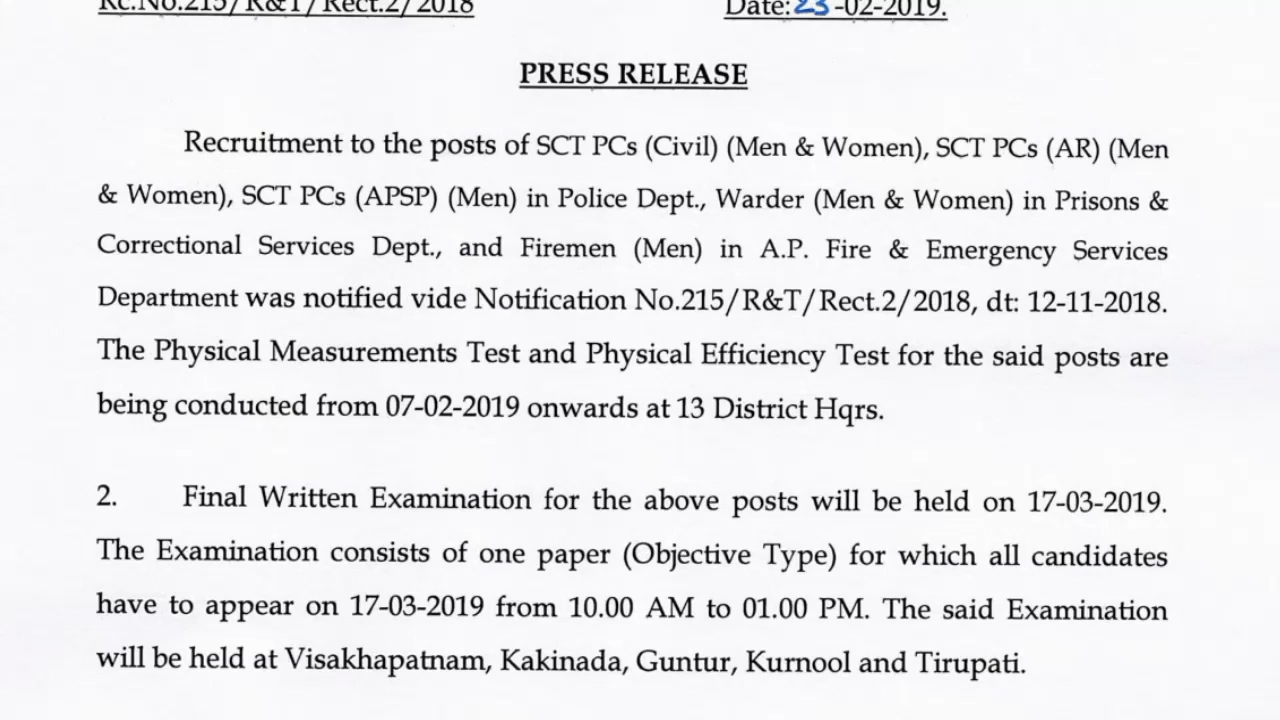 Rc.No.215/R&T/Rect.2/2018 Date:23-02-2019.
PRESS RELEASE
Recruitment to the posts of SCT PCs (Civil) (Men & Women), SCT PCs (AR) (Men
& Women), SCT PCs (APSP) (Men) in Police Dept., Warder (Men & Women) in Prisons &
Correctional Services Dept., and Firemen (Men) in A.P. Fire & Emergency Services
Department was notified vide Notification No.215/R&T/Rect.2/2018, dt: 12-11-2018.
The Physical Measurements Test and Physical Efficiency Test for the said posts are
being conducted from 07-02-2019 onwards at 13 District Hqrs.
2. Final Written Examination for the above posts will be held on 17-03-2019.
The Examination consists of one paper (Objective Type) for which all candidates
have to appear on 17-03-2019 from 10.00 AM to 01.00 PM. The said Examination
will be held at Visakhapatnam, Kakinada, Guntur, Kurnool and Tirupati.